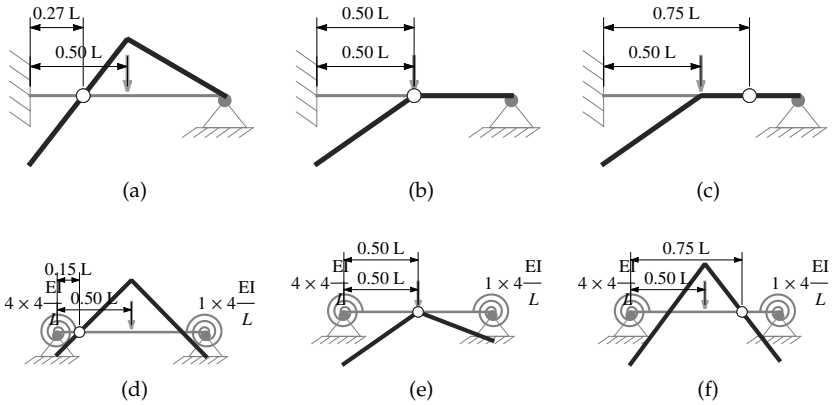 0.27 L
0.50 L
0.50 L
0.50 L
0.75 L
0.50 L
(a)
(b)
(c)
0.15 L
0.50 L
4 × 4 EI/L
1 × 4 EI/L
0.50 L
0.50 L
4 × 4 EI/L
1 × 4 EI/L
0.75 L
0.50 L
4 × 4 EI/L
1 × 4 EI/L
(d)
(e)
(f)